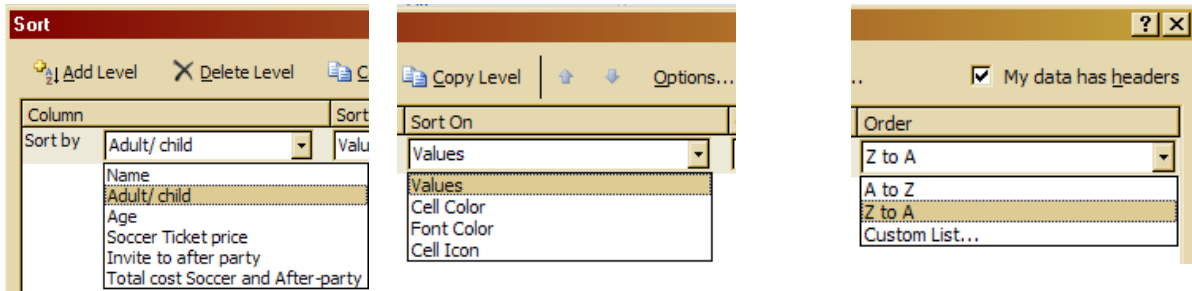 Sort
Add Level Delete Level C
Column Sort
Sort by Adult/ child Valu
Name
Adult/ child
Age
Soccer Ticket price
Invite to after party
Total cost Soccer and After-party
Copy Level Options...
Sort On
Values
Values
Cell Color
Font Color
Cell Icon
? X
.. My data has headers
Order
Z to A
A to Z
Z to A
Custom List...